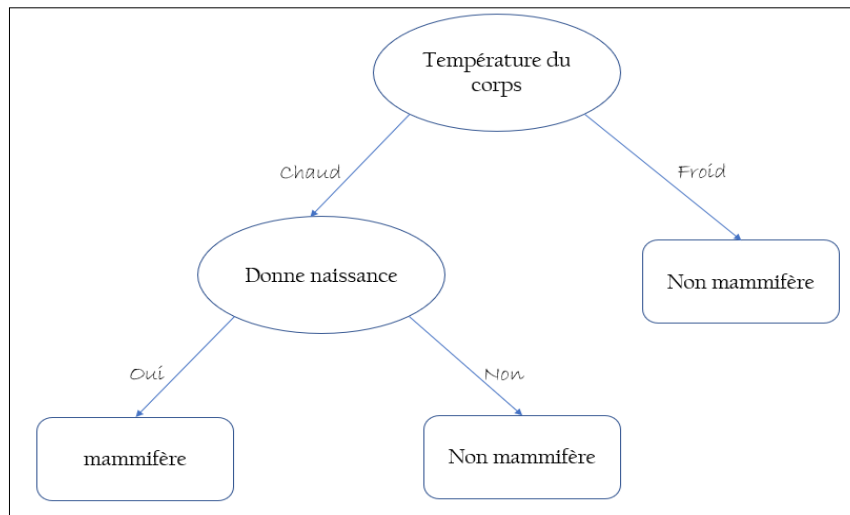 Température du
corps
Chaud
Froid
Donne naissance
Non mammifère
Oui
Non
mammifère
Non mammifère